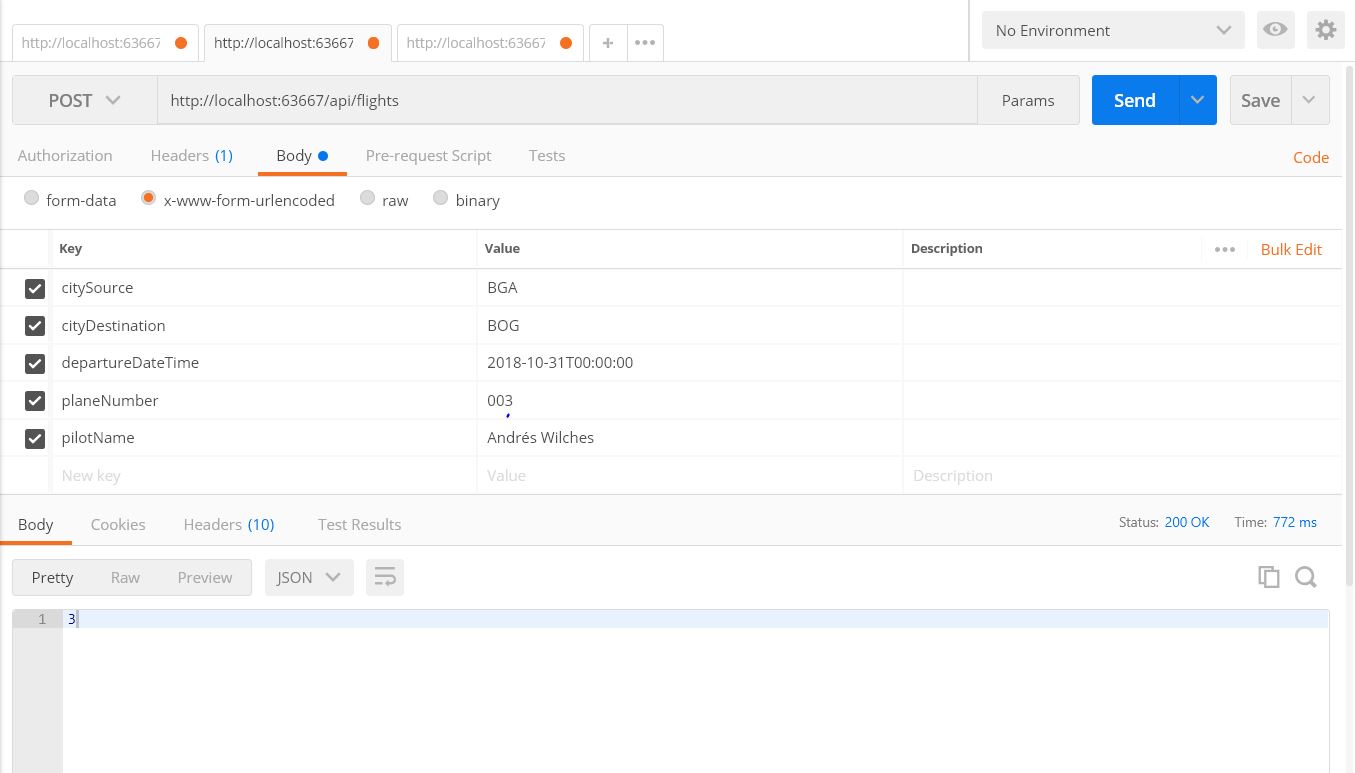 http://localhost:63667 http://localhost:63667 http://localhost:63667 + ••• No Environment
POST http://localhost:63667/api/flights Params Send Save
Authorization Headers (1) Body Pre-request Script Tests Code
form-data x-www-form-urlencoded raw binary
Key Value Description ••• Bulk Edit
citySource BGA
cityDestination BOG
departureDateTime 2018-10-31T00:00:00
planeNumber 003
pilotName Andrés Wilches
New key Value Description
Body Cookies Headers (10) Test Results Status: 200 OK Time: 772 ms
Pretty Raw Preview JSON
1 3